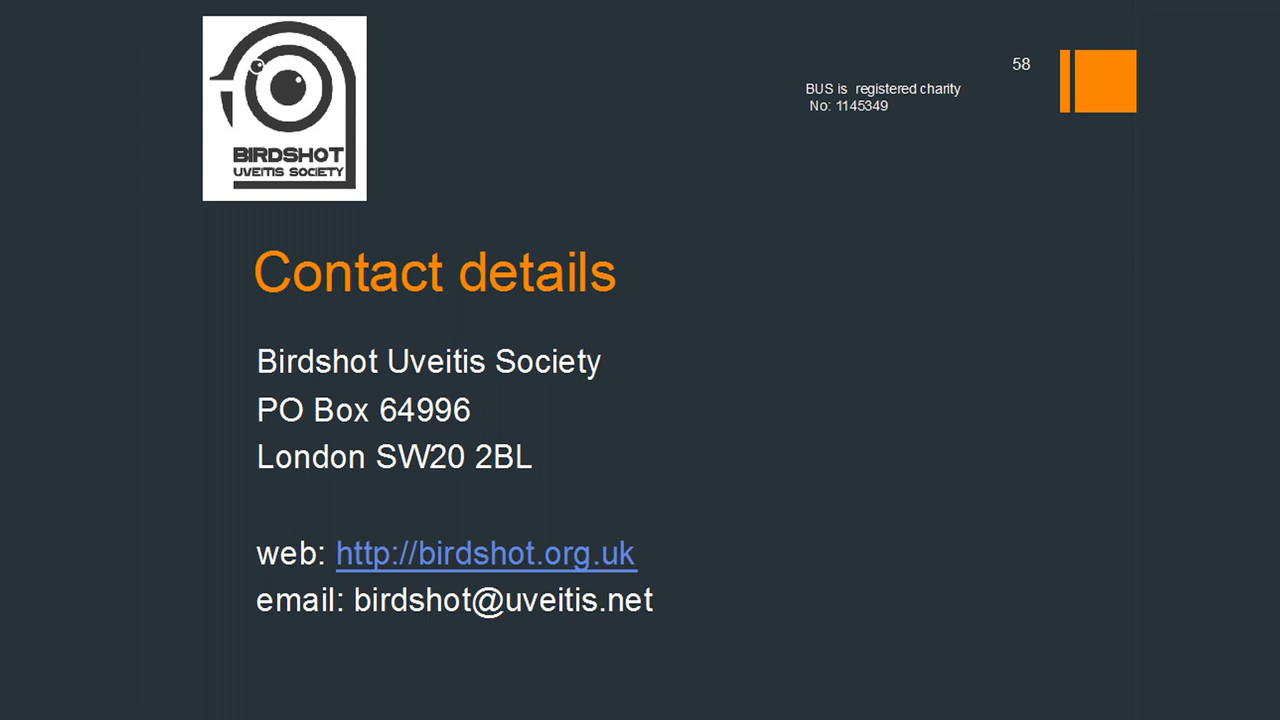 BIRDSHOT
UVEITIS SOCIETY
58
BUS is registered charity
No: 1145349
Contact details
Birdshot Uveitis Society
PO Box 64996
London SW20 2BL
web: http://birdshot.org.uk
email: birdshot@uveitis.net